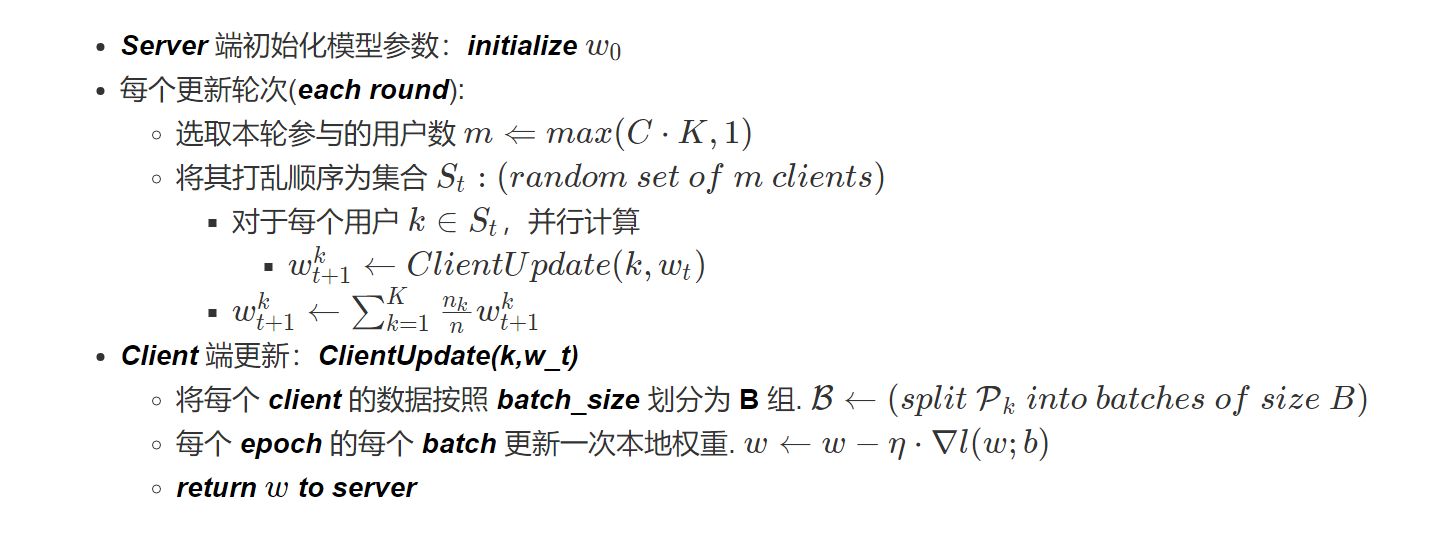 • Server 端初始化模型参数：initialize $w_0$
• 每个更新轮次(each round):
◦ 选取本轮参与的用户数 $m \Leftarrow max(C \cdot K, 1)$
◦ 将其打乱顺序为集合 $S_t : (random\ set\ of\ m\ clients)$
▪ 对于每个用户 $k \in S_t$，并行计算
▪ $w_{t+1}^k \leftarrow ClientUpdate(k, w_t)$
▪ $w_{t+1}^k \leftarrow \sum_{k=1}^K \frac{n_k}{n} w_{t+1}^k$
• Client 端更新：ClientUpdate(k,w_t)
◦ 将每个 client 的数据按照 batch_size 划分为 B 组. $\mathcal{B} \leftarrow (split\ \mathcal{P}_k\ into\ batches\ of\ size\ B)$
◦ 每个 epoch 的每个 batch 更新一次本地权重. $w \leftarrow w - \eta \cdot \nabla l(w; b)$
◦ return $w$ to server